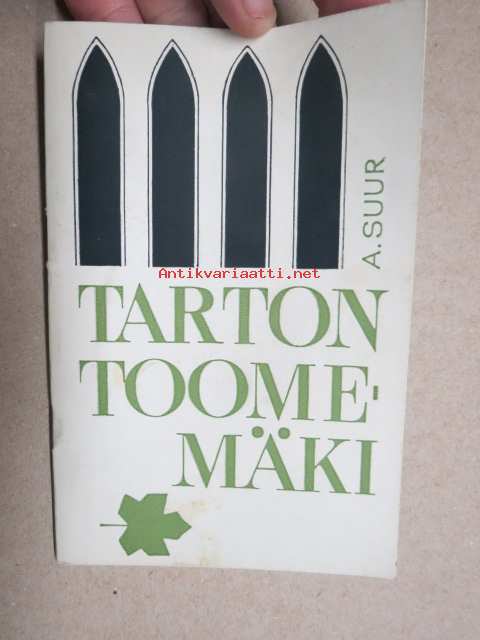 A. SUUR
Antikvariaatti.net
TARTON
TOOME-
MÄKI